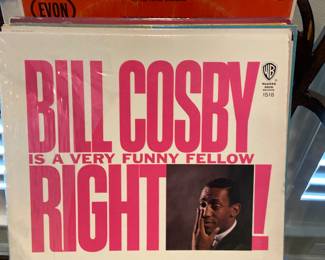 (EVON)
BILL COSBY
IS A VERY FUNNY FELLOW
RIGHT!
WB
WARNER BROS.
RECORDS
1518